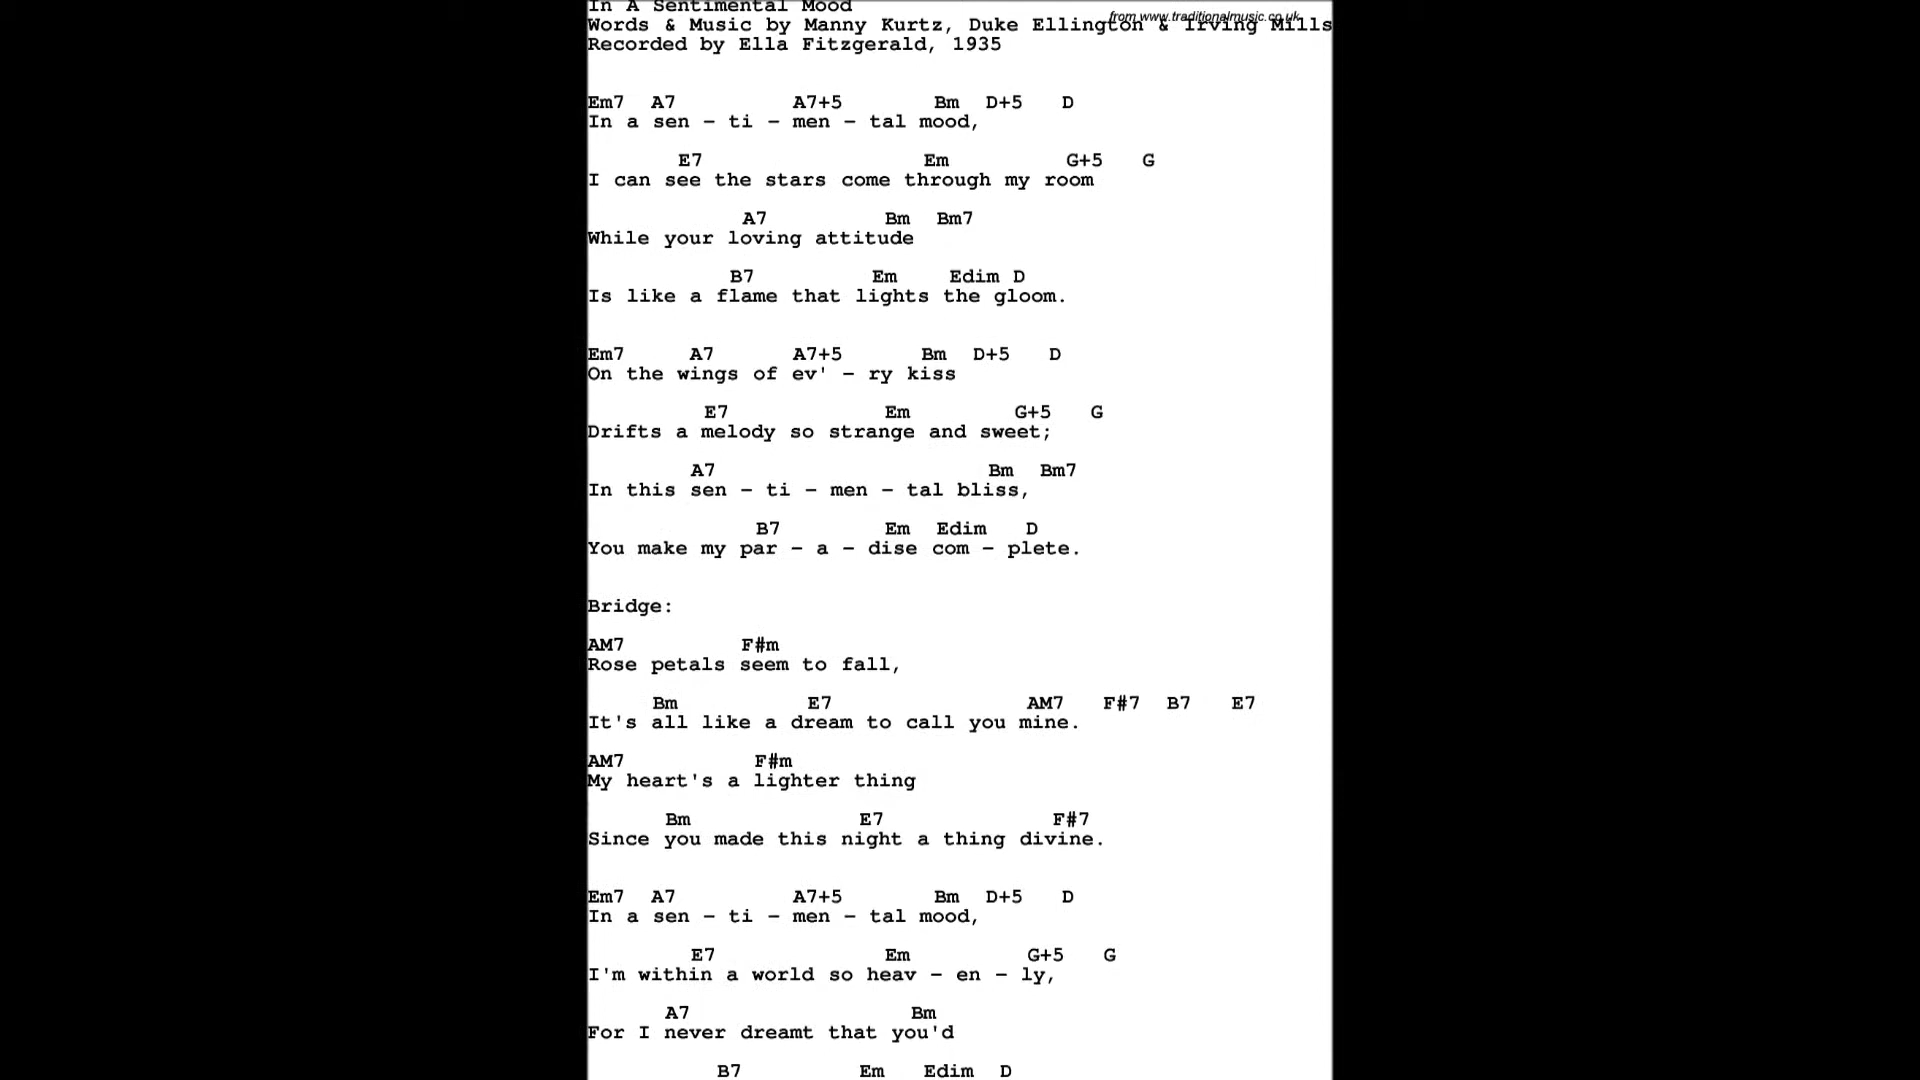 In A Sentimental Mood
from www.traditionalmusic.co.uk
Words & Music by Manny Kurtz, Duke Ellington & Irving Mills
Recorded by Ella Fitzgerald, 1935
Em7 A7 A7+5 Bm D+5 D
In a sen - ti - men - tal mood,
E7 Em G+5 G
I can see the stars come through my room
A7 Bm Bm7
While your loving attitude
B7 Em Edim D
Is like a flame that lights the gloom.
Em7 A7 A7+5 Bm D+5 D
On the wings of ev' - ry kiss
E7 Em G+5 G
Drifts a melody so strange and sweet;
A7 Bm Bm7
In this sen - ti - men - tal bliss,
B7 Em Edim D
You make my par - a - dise com - plete.
Bridge:
AM7 F#m
Rose petals seem to fall,
Bm E7 AM7 F#7 B7 E7
It's all like a dream to call you mine.
AM7 F#m
My heart's a lighter thing
Bm E7 F#7
Since you made this night a thing divine.
Em7 A7 A7+5 Bm D+5 D
In a sen - ti - men - tal mood,
E7 Em G+5 G
I'm within a world so heav - en - ly,
A7 Bm
For I never dreamt that you'd
B7 Em Edim D